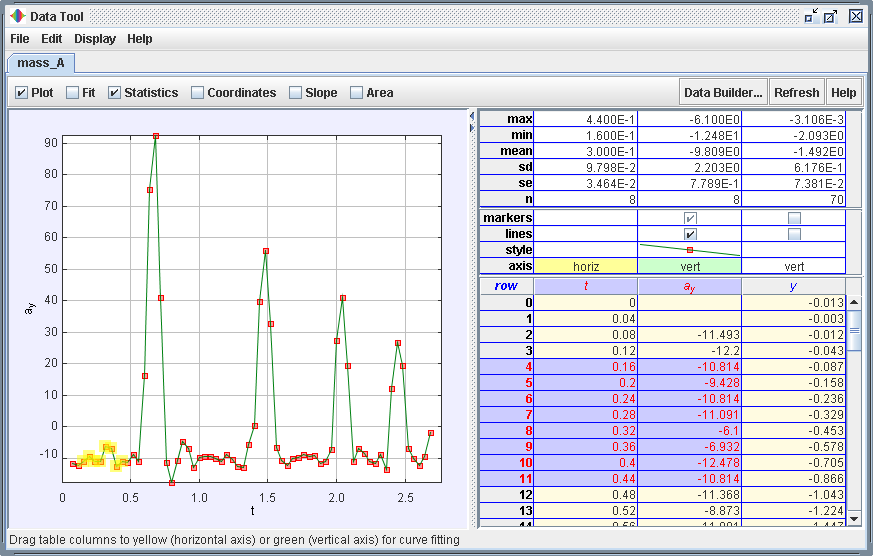 Data Tool
File Edit Display Help
mass_A
Plot Fit Statistics Coordinates Slope Area Data Builder... Refresh Help
max 4.400E-1 -6.100E0 -3.106E-3
min 1.600E-1 -1.248E1 -2.093E0
mean 3.000E-1 -9.809E0 -1.492E0
sd 9.798E-2 2.203E0 6.176E-1
se 3.464E-2 7.789E-1 7.381E-2
n 8 8 70
markers
lines
style
axis horiz vert vert
row t ay y
0 0 -0.013
1 0.04 -0.003
2 0.08 -11.493 -0.012
3 0.12 -12.2 -0.043
4 0.16 -10.814 -0.087
5 0.2 -9.428 -0.158
6 0.24 -10.814 -0.236
7 0.28 -11.091 -0.329
8 0.32 -6.1 -0.453
9 0.36 -6.932 -0.578
10 0.4 -12.478 -0.705
11 0.44 -10.814 -0.866
12 0.48 -11.368 -1.043
13 0.52 -8.873 -1.224
90
80
70
60
50
40
30
20
10
0
-10
ay
0 0.5 1.0 1.5 2.0 2.5
t
Drag table columns to yellow (horizontal axis) or green (vertical axis) for curve fitting